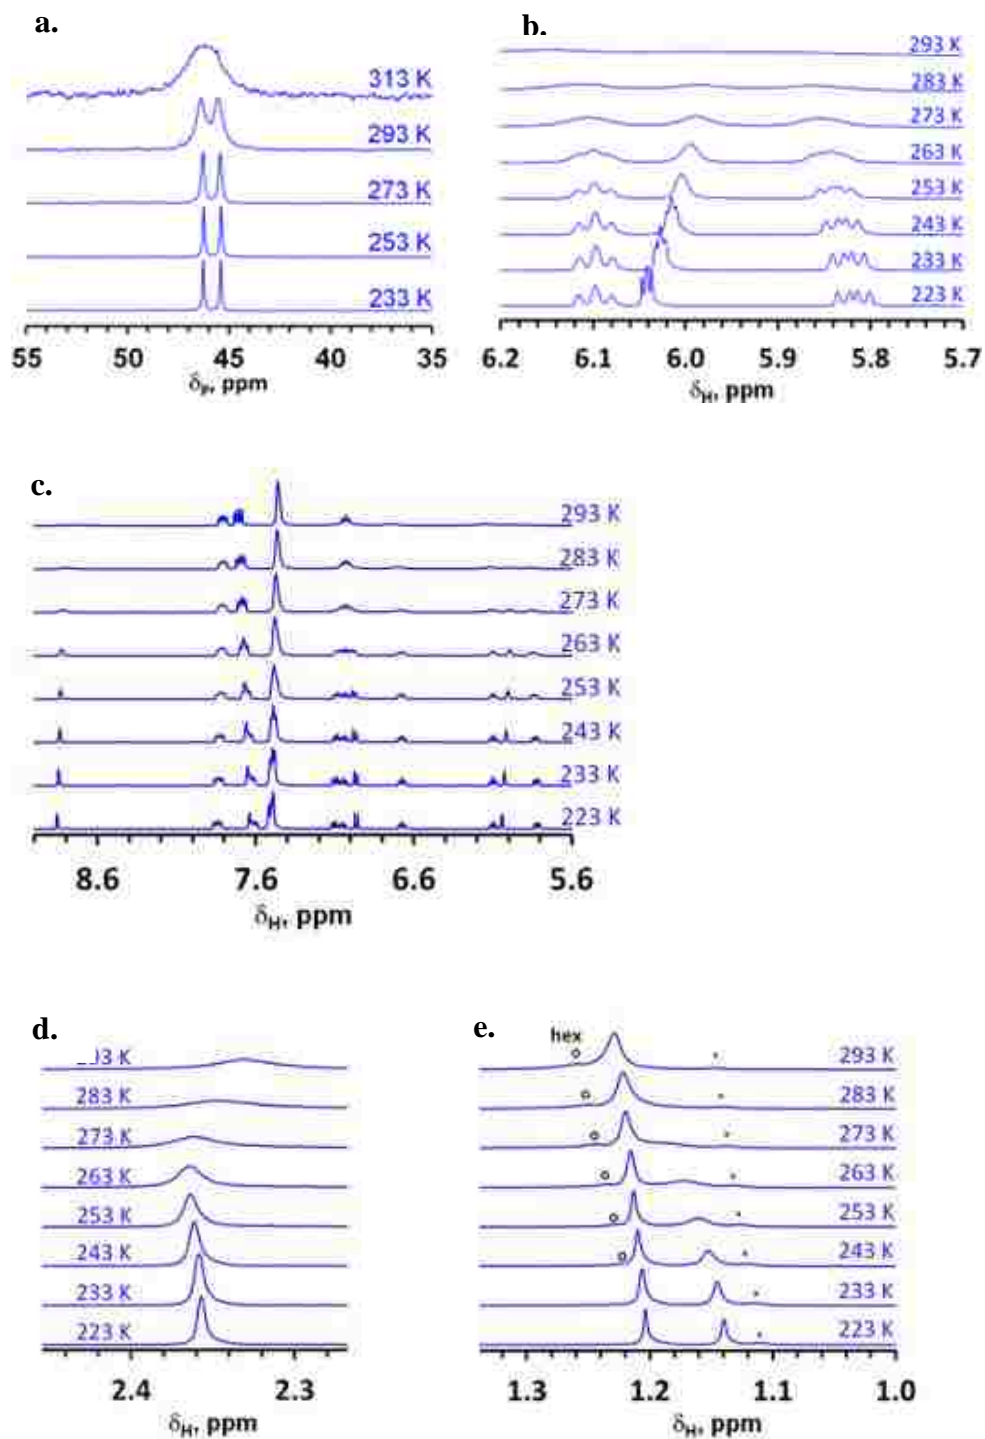 a.
313 K
293 K
273 K
253 K
233 K
55 50 45 40 35
δP, ppm
b.
293 K
283 K
273 K
263 K
253 K
243 K
233 K
223 K
6.2 6.1 6.0 5.9 5.8 5.7
δH, ppm
c.
293 K
283 K
273 K
263 K
253 K
243 K
233 K
223 K
8.6 7.6 6.6 5.6
δH, ppm
d.
93 K
283 K
273 K
263 K
253 K
243 K
233 K
223 K
2.4 2.3
δH, ppm
e.
hex
293 K
283 K
273 K
263 K
253 K
243 K
233 K
223 K
1.3 1.2 1.1 1.0
δH, ppm